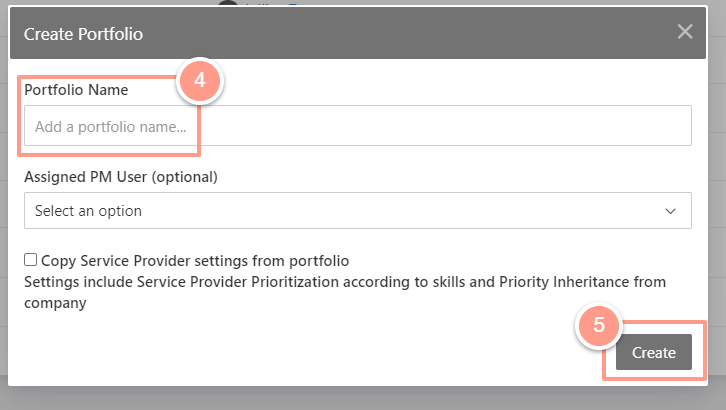 Create Portfolio
4
Portfolio Name
Add a portfolio name...
Assigned PM User (optional)
Select an option
Copy Service Provider settings from portfolio
Settings include Service Provider Prioritization according to skills and Priority Inheritance from
company
5
Create